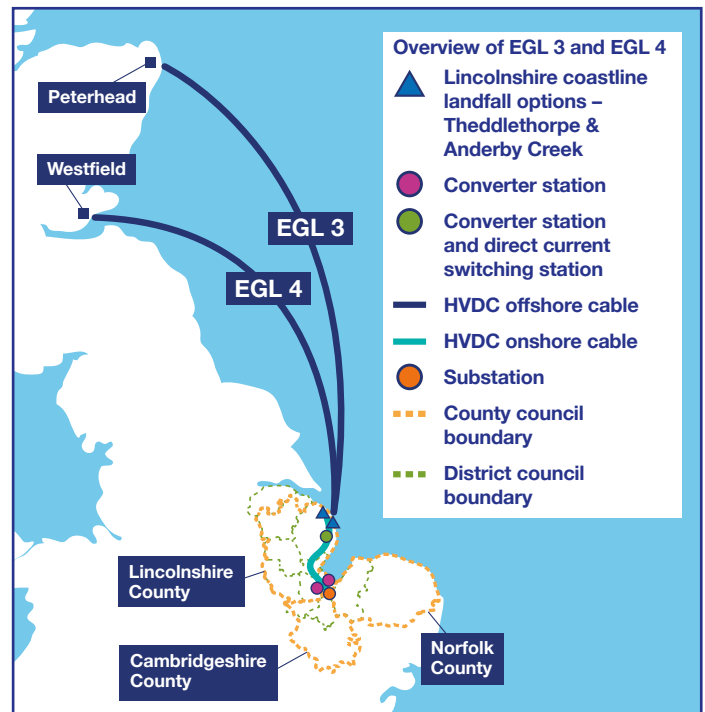 Overview of EGL 3 and EGL 4
Lincolnshire coastline
landfall options –
Theddlethorpe &
Anderby Creek
Converter station
Converter station
and direct current
switching station
HVDC offshore cable
HVDC onshore cable
Substation
County council
boundary
District council
boundary
Peterhead
Westfield
EGL 3
EGL 4
Lincolnshire
County
Cambridgeshire
County
Norfolk
County